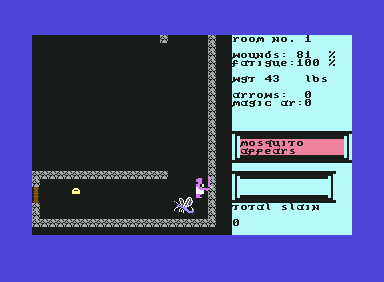 room no. 1
wounds: 81 %
fatigue:100 %
wgt 43 lbs
arrows: 0
magic ar:0
mosquito
appears
Total slain
0